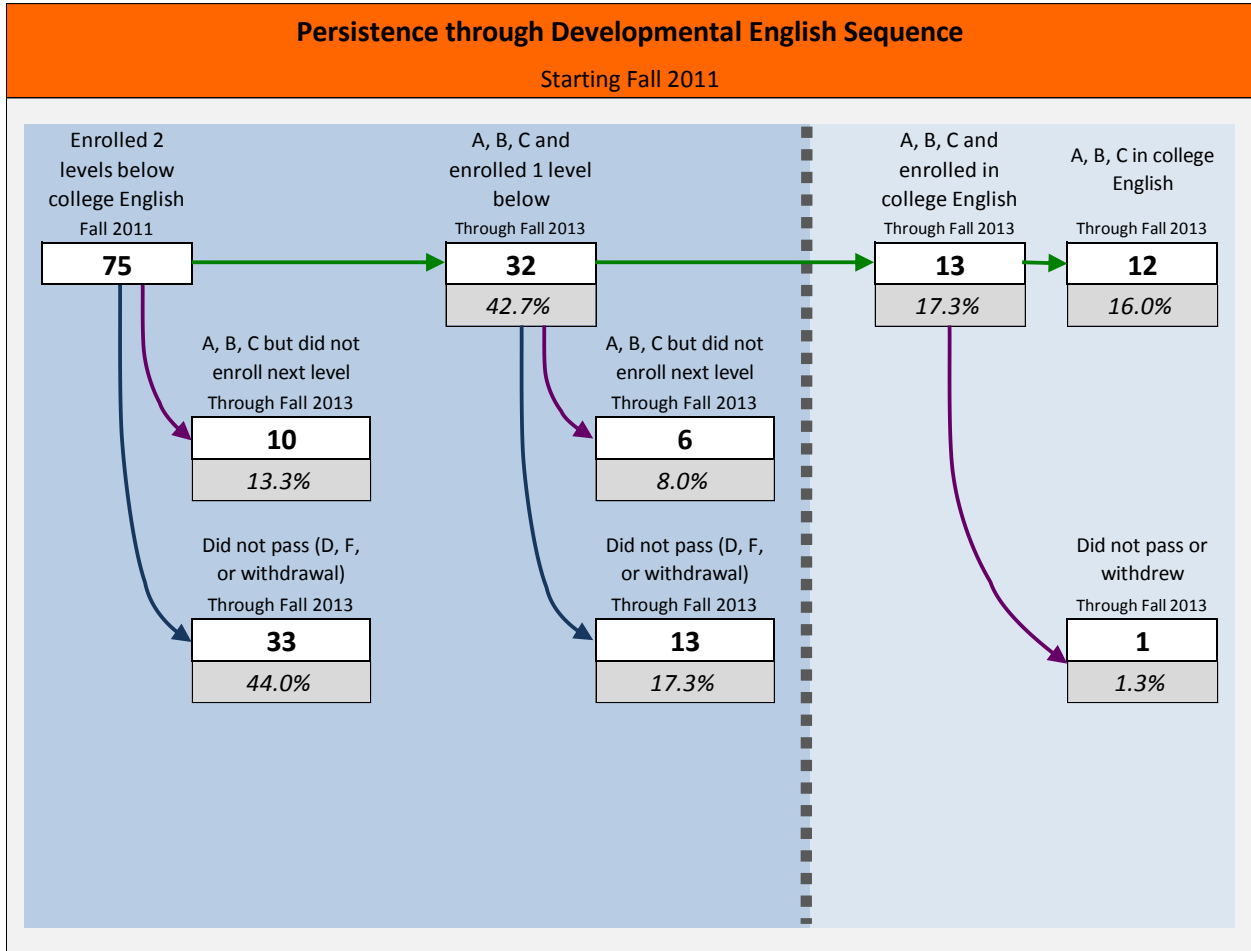 Persistence through Developmental English Sequence
Starting Fall 2011
Enrolled 2
levels below
college English
Fall 2011
75
A, B, C and
enrolled 1 level
below
Through Fall 2013
32
42.7%
A, B, C and
enrolled in
college English
Through Fall 2013
13
17.3%
A, B, C in college
English
Through Fall 2013
12
16.0%
A, B, C but did not
enroll next level
Through Fall 2013
10
13.3%
A, B, C but did not
enroll next level
Through Fall 2013
6
8.0%
Did not pass (D, F,
or withdrawal)
Through Fall 2013
33
44.0%
Did not pass (D, F,
or withdrawal)
Through Fall 2013
13
17.3%
Did not pass or
withdrew
Through Fall 2013
1
1.3%